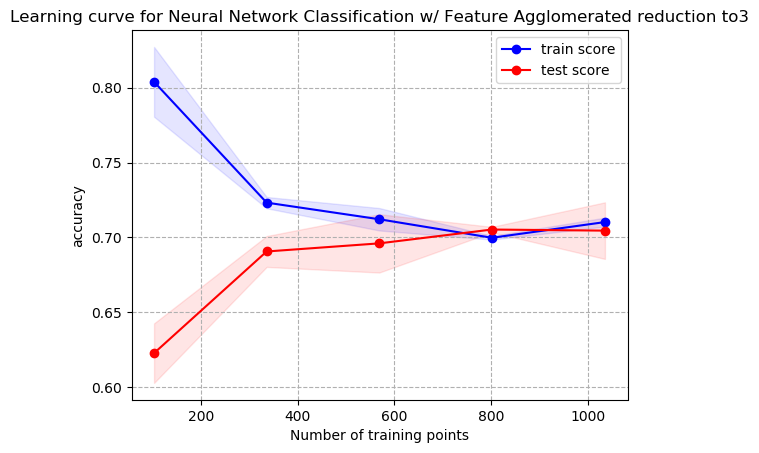 Learning curve for Neural Network Classification w/ Feature Agglomerated reduction to3
train score
test score
0.80
0.75
0.70
0.65
0.60
accuracy
200
400
600
800
1000
Number of training points